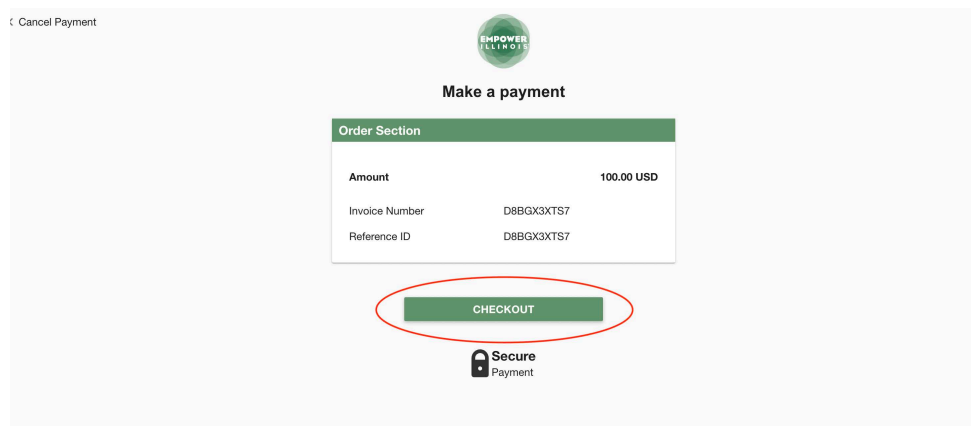 Cancel Payment
EMPOWER
ILLINOIS
Make a payment
Order Section
Amount 100.00 USD
Invoice Number D8BGX3XTS7
Reference ID D8BGX3XTS7
CHECKOUT
Secure
Payment